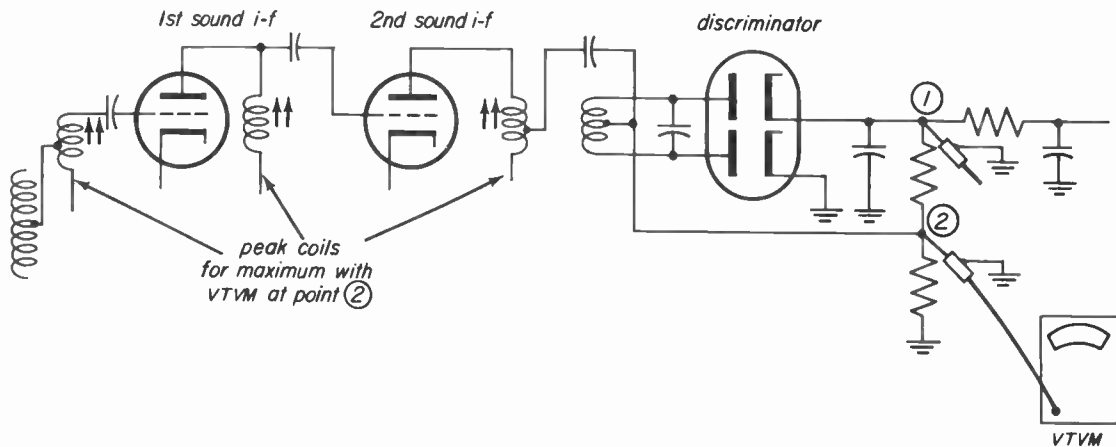 1st sound i-f
2nd sound i-f
discriminator
1
2
peak coils
for maximum with
VTVM at point 2
VTVM